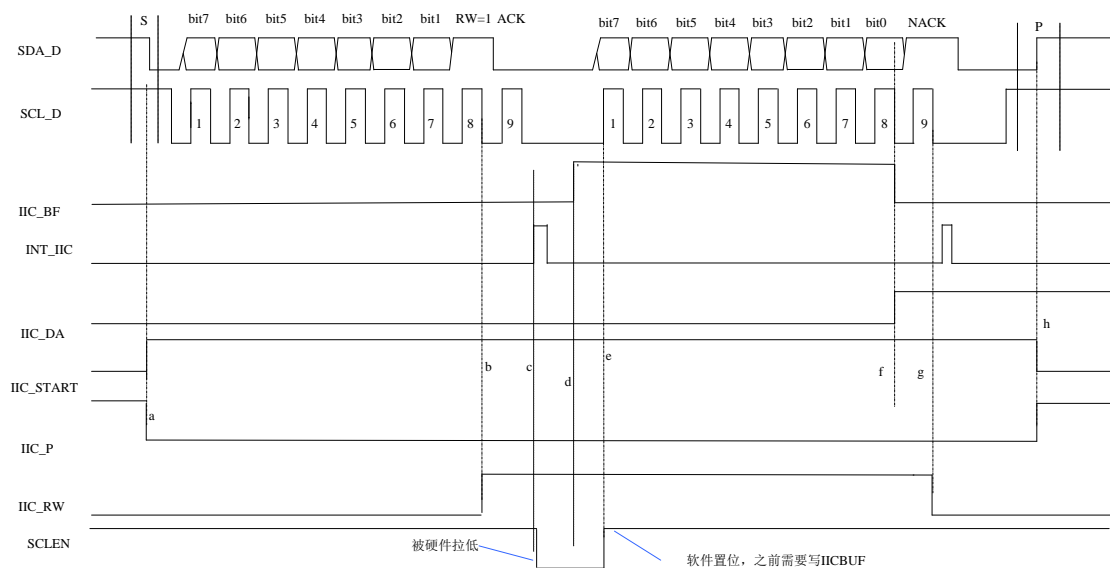 S bit7 bit6 bit5 bit4 bit3 bit2 bit1 RW=1 ACK bit7 bit6 bit5 bit4 bit3 bit2 bit1 bit0 NACK P
SDA_D
SCL_D
1 2 3 4 5 6 7 8 9 1 2 3 4 5 6 7 8 9
IIC_BF
INT_IIC
IIC_DA
h
e
b c d f g
IIC_START
a
IIC_P
IIC_RW
SCLEN
被硬件拉低
软件置位，之前需要写IICBUF